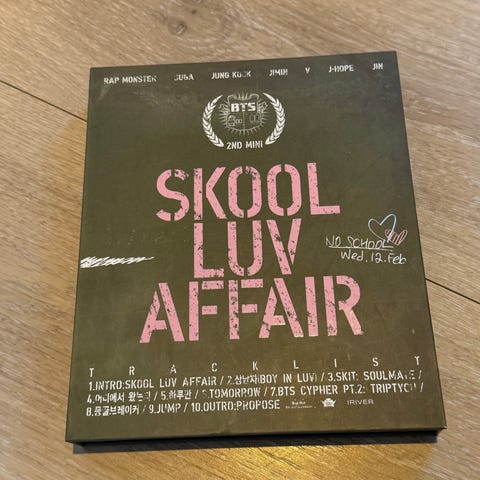 RAP MONSTER SUGA JUNG KOOK JIMIN V J-HOPE JIN
BTS
2ND MINI
SKOOL
LUV
AFFAIR
NO SCHOOL
Wed. 12. Feb
TRACKLIST
1.INTRO:SKOOL LUV AFFAIR / 2.상남자(BOY IN LUV) / 3.SKIT: SOULMATE /
4.어디에서 왔는지 / 5.하루만 / 6.TOMORROW / 7.BTS CYPHER PT.2: TRIPTYCH /
8.등골브레이커 / 9.JUMP / 10.OUTRO:PROPOSE
IRIVER